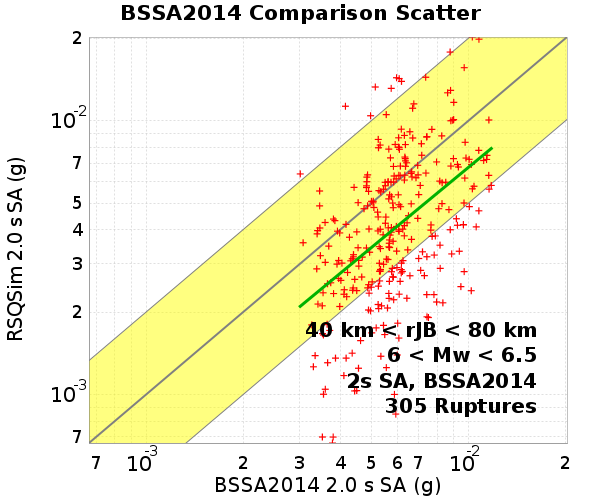 BSSA2014 Comparison Scatter
RSQSim 2.0 s SA (g)
2
10-2
7
5
4
3
2
10-3
7
40 km < rJB < 80 km
6 < Mw < 6.5
2s SA, BSSA2014
305 Ruptures
7 10-3 2 3 4 5 6 7 10-2 2
BSSA2014 2.0 s SA (g)